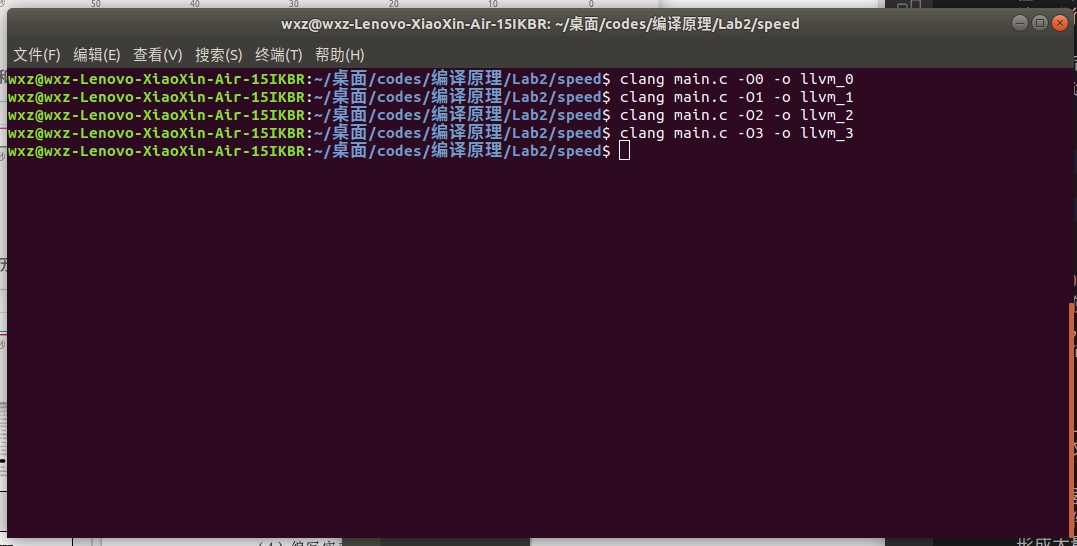 50 40 30 20 10 0
wxz@wxz-Lenovo-XiaoXin-Air-15IKBR: ~/桌面/codes/编译原理/Lab2/speed
文件(F) 编辑(E) 查看(V) 搜索(S) 终端(T) 帮助(H)
wxz@wxz-Lenovo-XiaoXin-Air-15IKBR:~/桌面/codes/编译原理/Lab2/speed$ clang main.c -O0 -o llvm_0
wxz@wxz-Lenovo-XiaoXin-Air-15IKBR:~/桌面/codes/编译原理/Lab2/speed$ clang main.c -O1 -o llvm_1
wxz@wxz-Lenovo-XiaoXin-Air-15IKBR:~/桌面/codes/编译原理/Lab2/speed$ clang main.c -O2 -o llvm_2
wxz@wxz-Lenovo-XiaoXin-Air-15IKBR:~/桌面/codes/编译原理/Lab2/speed$ clang main.c -O3 -o llvm_3
wxz@wxz-Lenovo-XiaoXin-Air-15IKBR:~/桌面/codes/编译原理/Lab2/speed$